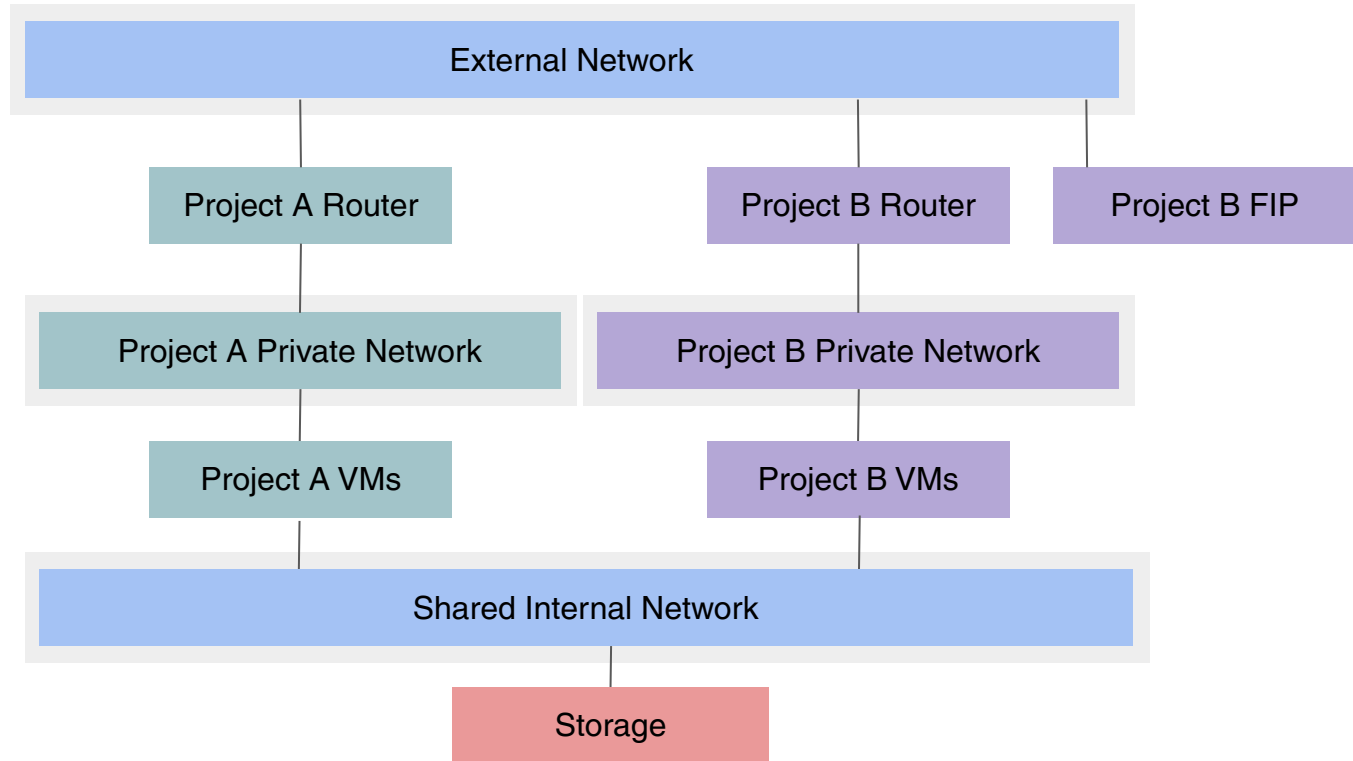 External Network
Project A Router
Project B Router
Project B FIP
Project A Private Network
Project B Private Network
Project A VMs
Project B VMs
Shared Internal Network
Storage